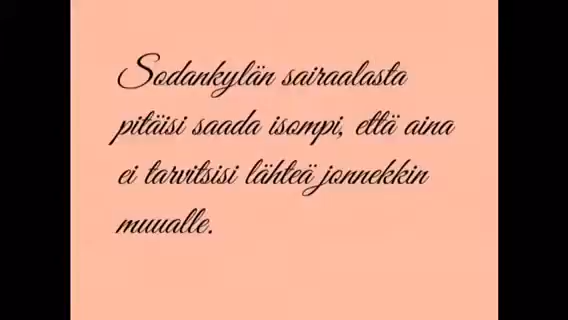 Sodankylän sairaalasta
pitäisi saada isompi, että aina
ei tarvitsisi lähteä jonnekkin
muualle.